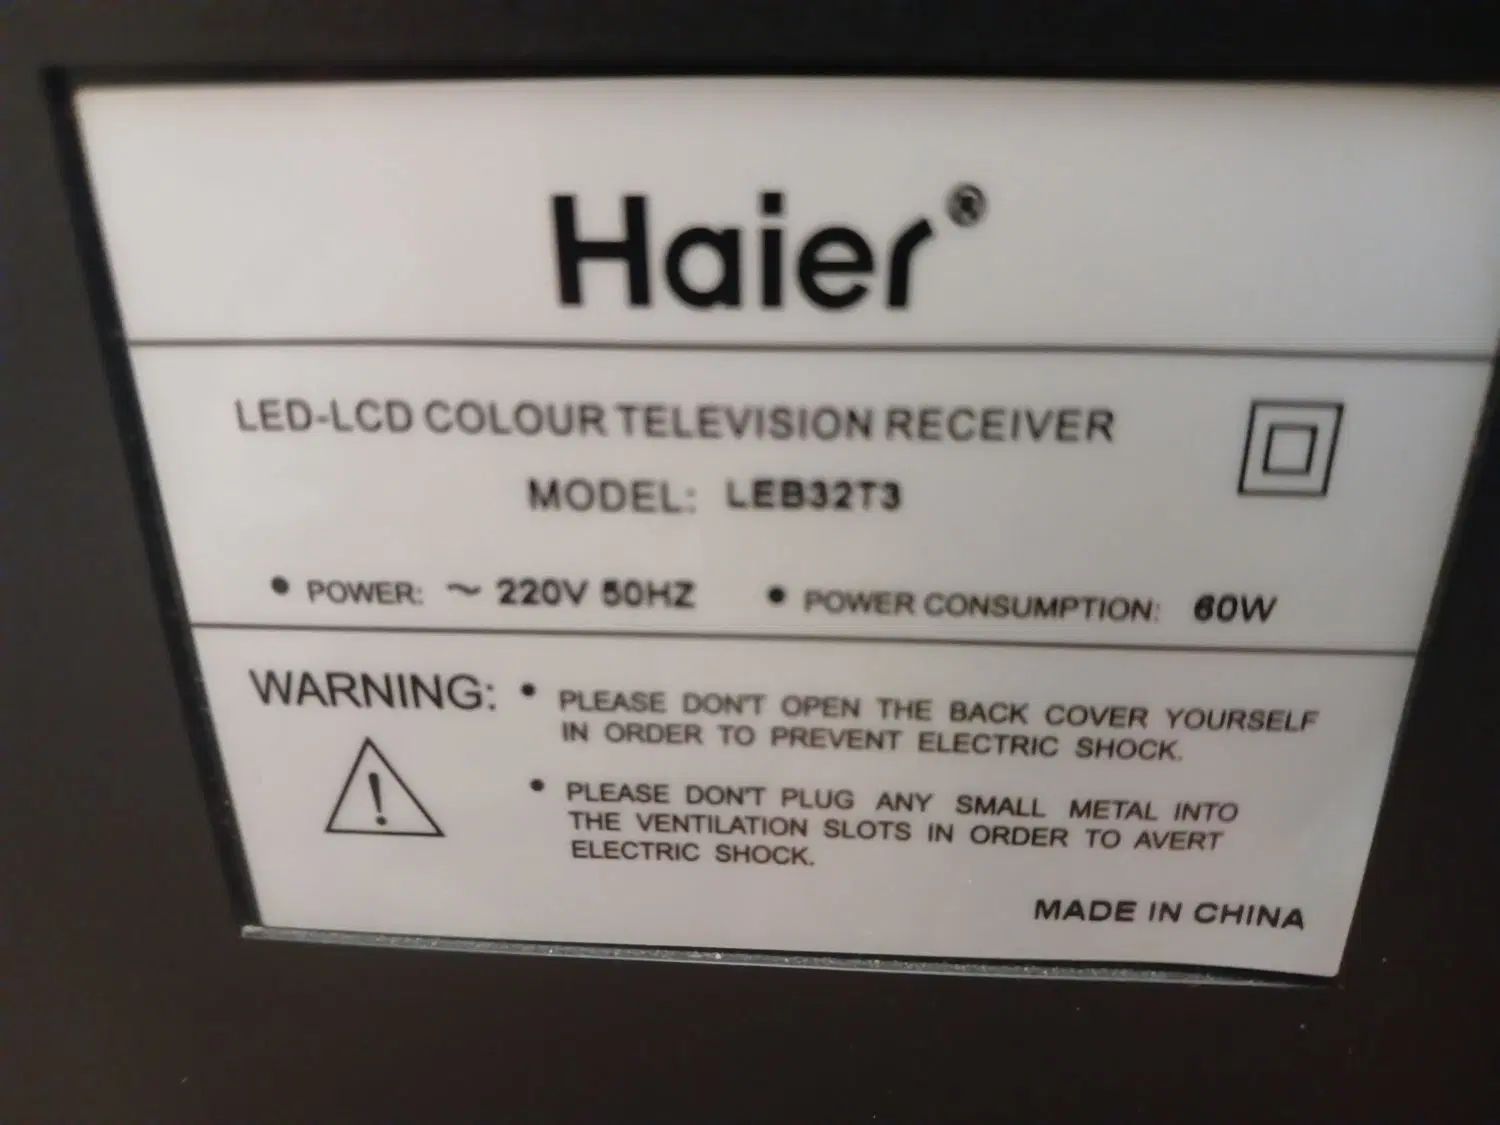 Haier®
LED-LCD COLOUR TELEVISION RECEIVER
MODEL: LEB32T3
• POWER: ~ 220V 50HZ • POWER CONSUMPTION: 60W
WARNING: • PLEASE DON'T OPEN THE BACK COVER YOURSELF
IN ORDER TO PREVENT ELECTRIC SHOCK.
• PLEASE DON'T PLUG ANY SMALL METAL INTO
THE VENTILATION SLOTS IN ORDER TO AVERT
ELECTRIC SHOCK.
MADE IN CHINA